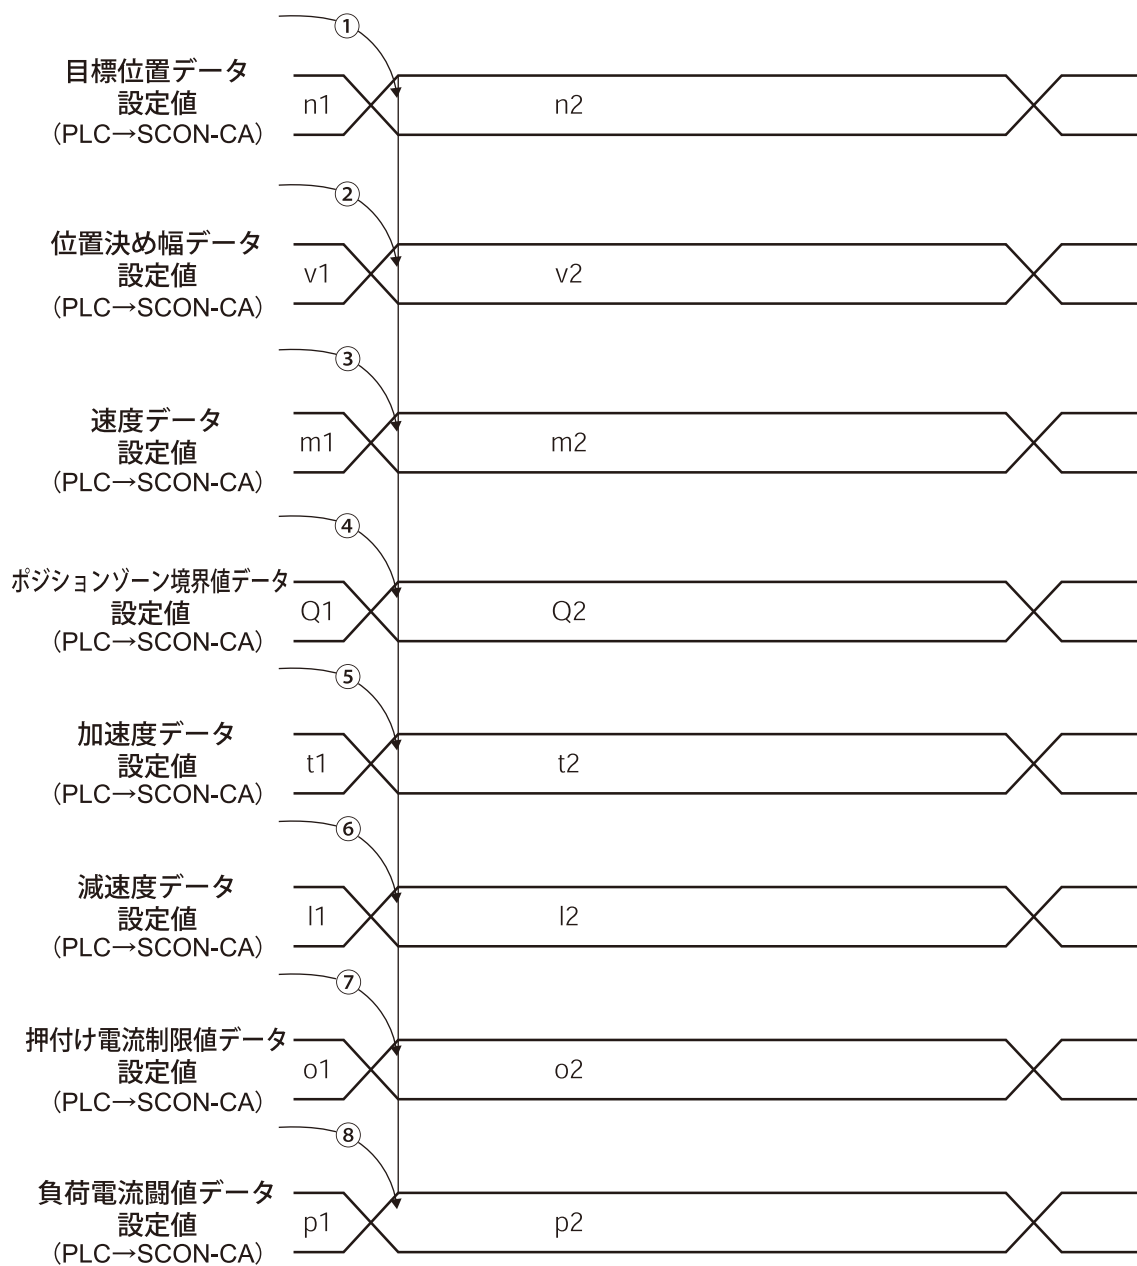 ①
目標位置データ
設定値
（PLC→SCON-CA）
n1
n2
②
位置決め幅データ
設定値
（PLC→SCON-CA）
v1
v2
③
速度データ
設定値
（PLC→SCON-CA）
m1
m2
④
ポジションゾーン境界値データ
設定値
（PLC→SCON-CA）
Q1
Q2
⑤
加速度データ
設定値
（PLC→SCON-CA）
t1
t2
⑥
減速度データ
設定値
（PLC→SCON-CA）
l1
l2
⑦
押付け電流制限値データ
設定値
（PLC→SCON-CA）
o1
o2
⑧
負荷電流闘値データ
設定値
（PLC→SCON-CA）
p1
p2